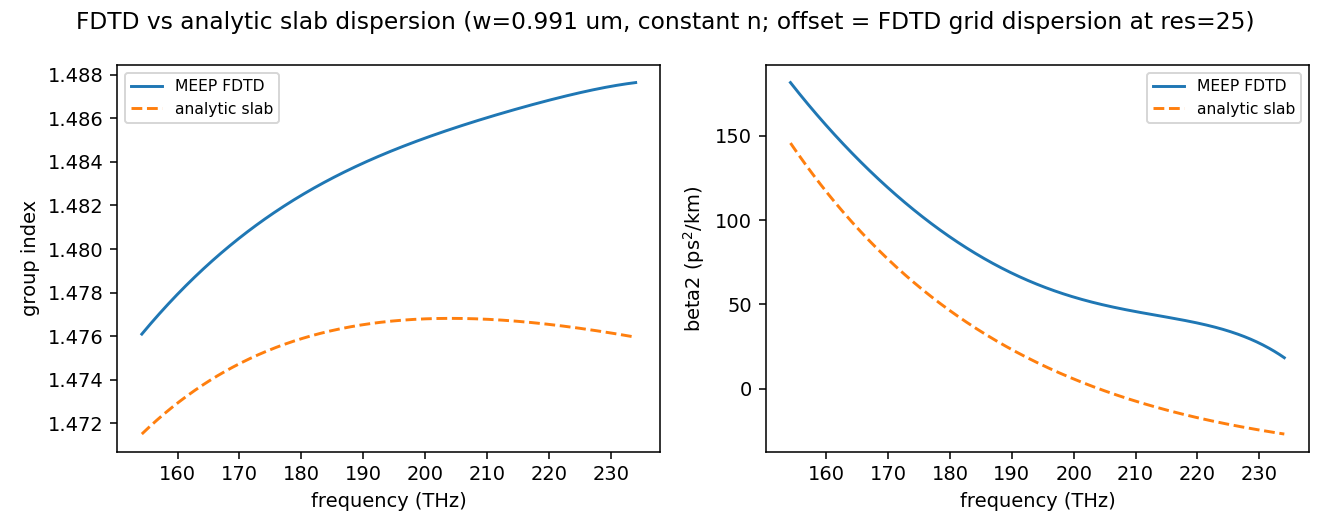 FDTD vs analytic slab dispersion (w=0.991 um, constant n; offset = FDTD grid dispersion at res=25)
MEEP FDTD
analytic slab
1.488
1.486
1.484
1.482
1.480
1.478
1.476
1.474
1.472
group index
160 170 180 190 200 210 220 230
frequency (THz)
MEEP FDTD
analytic slab
150
100
50
0
beta2 (ps²/km)
160 170 180 190 200 210 220 230
frequency (THz)